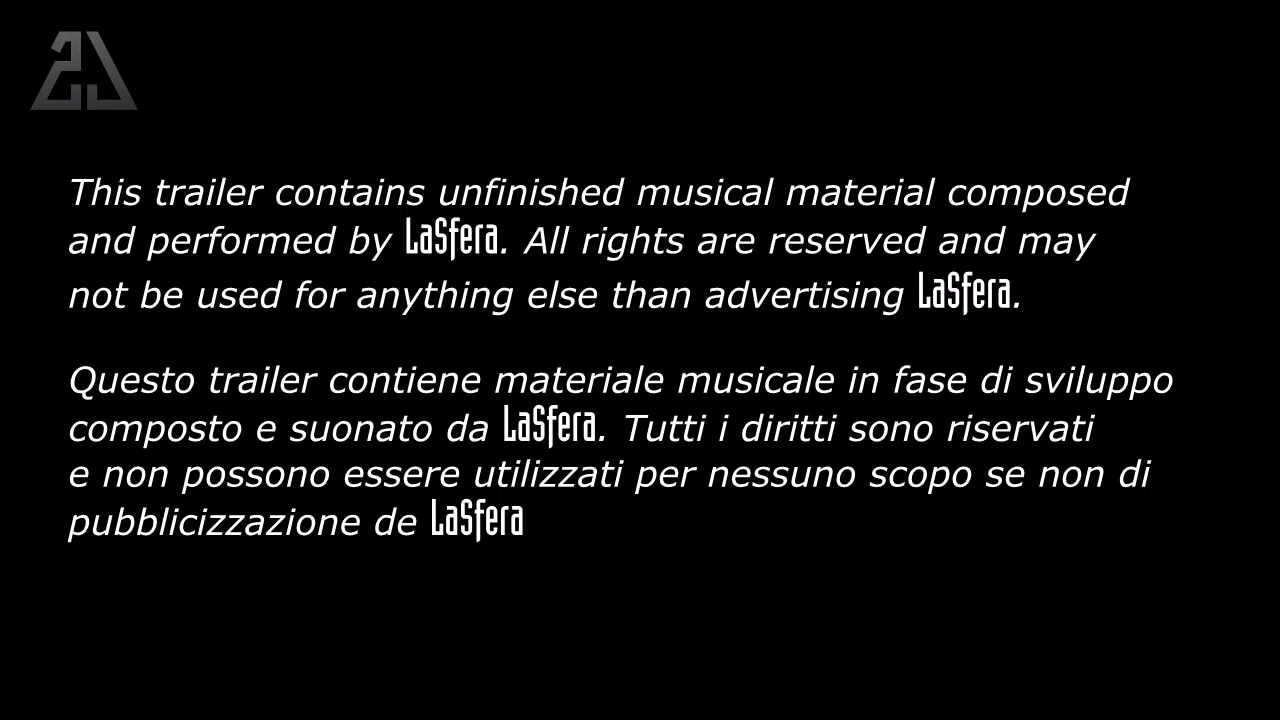 This trailer contains unfinished musical material composed
and performed by LaSfera. All rights are reserved and may
not be used for anything else than advertising LaSfera.
Questo trailer contiene materiale musicale in fase di sviluppo
composto e suonato da LaSfera. Tutti i diritti sono riservati
e non possono essere utilizzati per nessuno scopo se non di
pubblicizzazione de LaSfera